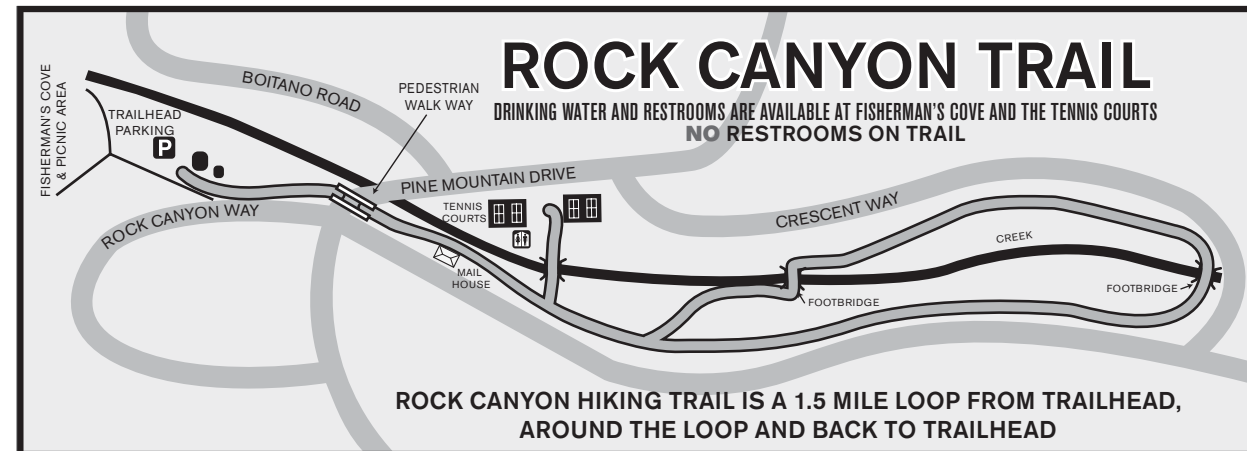 ROCK CANYON TRAIL
DRINKING WATER AND RESTROOMS ARE AVAILABLE AT FISHERMAN'S COVE AND THE TENNIS COURTS
NO RESTROOMS ON TRAIL
FISHERMAN'S COVE
& PICNIC AREA
TRAILHEAD
PARKING
P
BOITANO ROAD
PEDESTRIAN
WALK WAY
PINE MOUNTAIN DRIVE
ROCK CANYON WAY
TENNIS
COURTS
MAIL
HOUSE
CRESCENT WAY
CREEK
FOOTBRIDGE
FOOTBRIDGE
ROCK CANYON HIKING TRAIL IS A 1.5 MILE LOOP FROM TRAILHEAD,
AROUND THE LOOP AND BACK TO TRAILHEAD